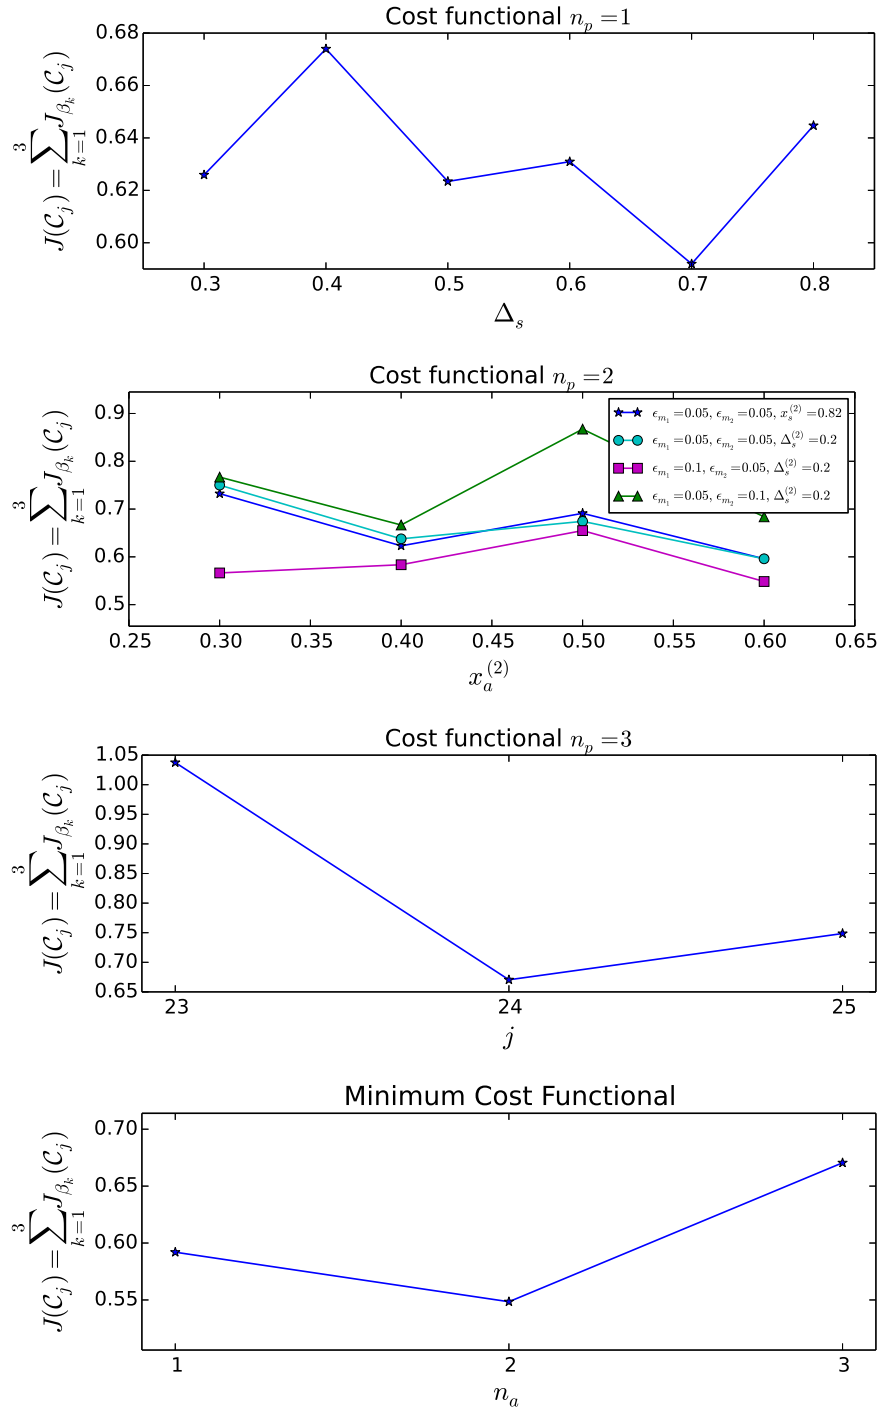 Cost functional n_p = 1
J(C_j) = ∑_{k=1}^{3} J_{β_k}(C_j)
0.68
0.66
0.64
0.62
0.60
0.3 0.4 0.5 0.6 0.7 0.8
Δ_s
Cost functional n_p = 2
J(C_j) = ∑_{k=1}^{3} J_{β_k}(C_j)
0.9
0.8
0.7
0.6
0.5
ϵ_{m_1} = 0.05, ϵ_{m_2} = 0.05, x_s^{(2)} = 0.82
ϵ_{m_1} = 0.05, ϵ_{m_2} = 0.05, Δ_s^{(2)} = 0.2
ϵ_{m_1} = 0.1, ϵ_{m_2} = 0.05, Δ_s^{(2)} = 0.2
ϵ_{m_1} = 0.05, ϵ_{m_2} = 0.1, Δ_s^{(2)} = 0.2
0.25 0.30 0.35 0.40 0.45 0.50 0.55 0.60 0.65
x_a^{(2)}
Cost functional n_p = 3
J(C_j) = ∑_{k=1}^{3} J_{β_k}(C_j)
1.05
1.00
0.95
0.90
0.85
0.80
0.75
0.70
0.65
23 24 25
j
Minimum Cost Functional
J(C_j) = ∑_{k=1}^{3} J_{β_k}(C_j)
0.70
0.65
0.60
0.55
1 2 3
n_a